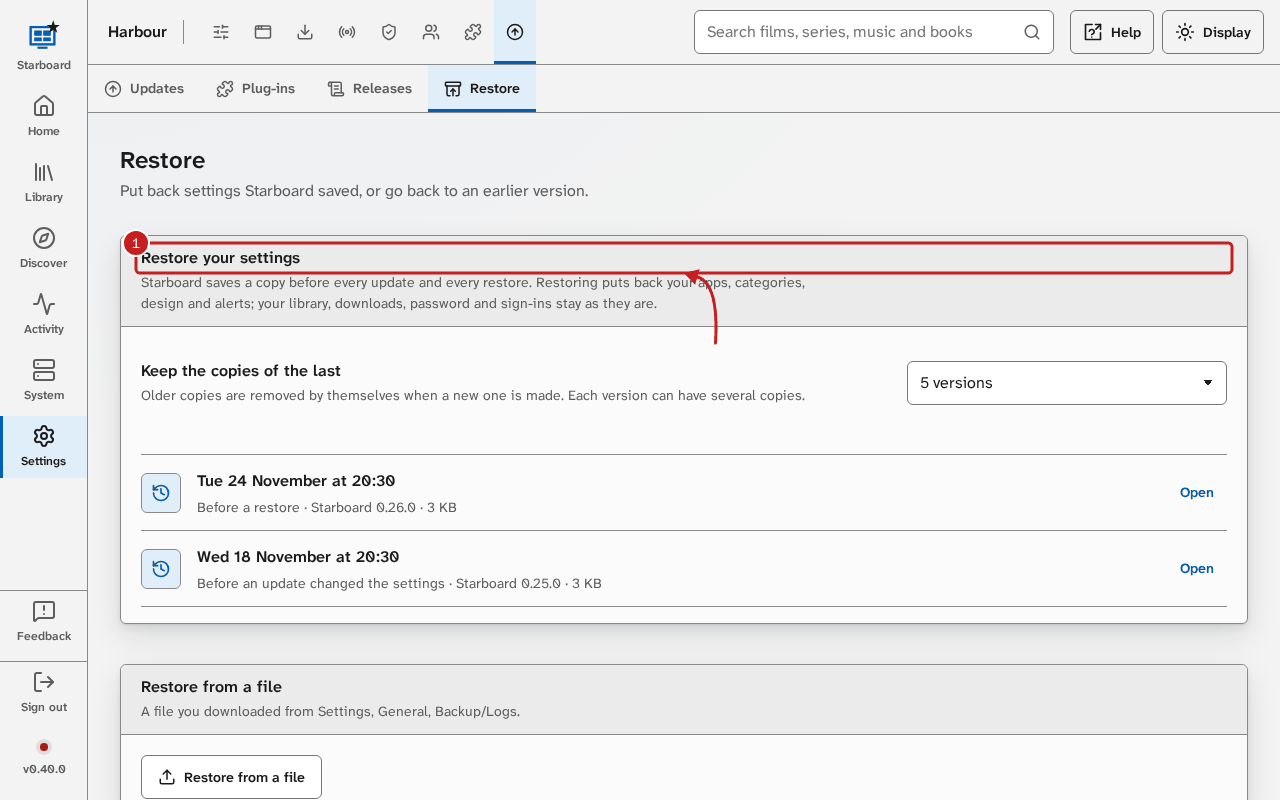 Starboard
Home
Library
Discover
Activity
System
Settings
Feedback
Sign out
v0.40.0
Harbour
Search films, series, music and books
Help
Display
Updates
Plug-ins
Releases
Restore
Restore
Put back settings Starboard saved, or go back to an earlier version.
1
Restore your settings
Starboard saves a copy before every update and every restore. Restoring puts back your apps, categories,
design and alerts; your library, downloads, password and sign-ins stay as they are.
Keep the copies of the last
Older copies are removed by themselves when a new one is made. Each version can have several copies.
5 versions
Tue 24 November at 20:30
Before a restore · Starboard 0.26.0 · 3 KB
Open
Wed 18 November at 20:30
Before an update changed the settings · Starboard 0.25.0 · 3 KB
Open
Restore from a file
A file you downloaded from Settings, General, Backup/Logs.
Restore from a file